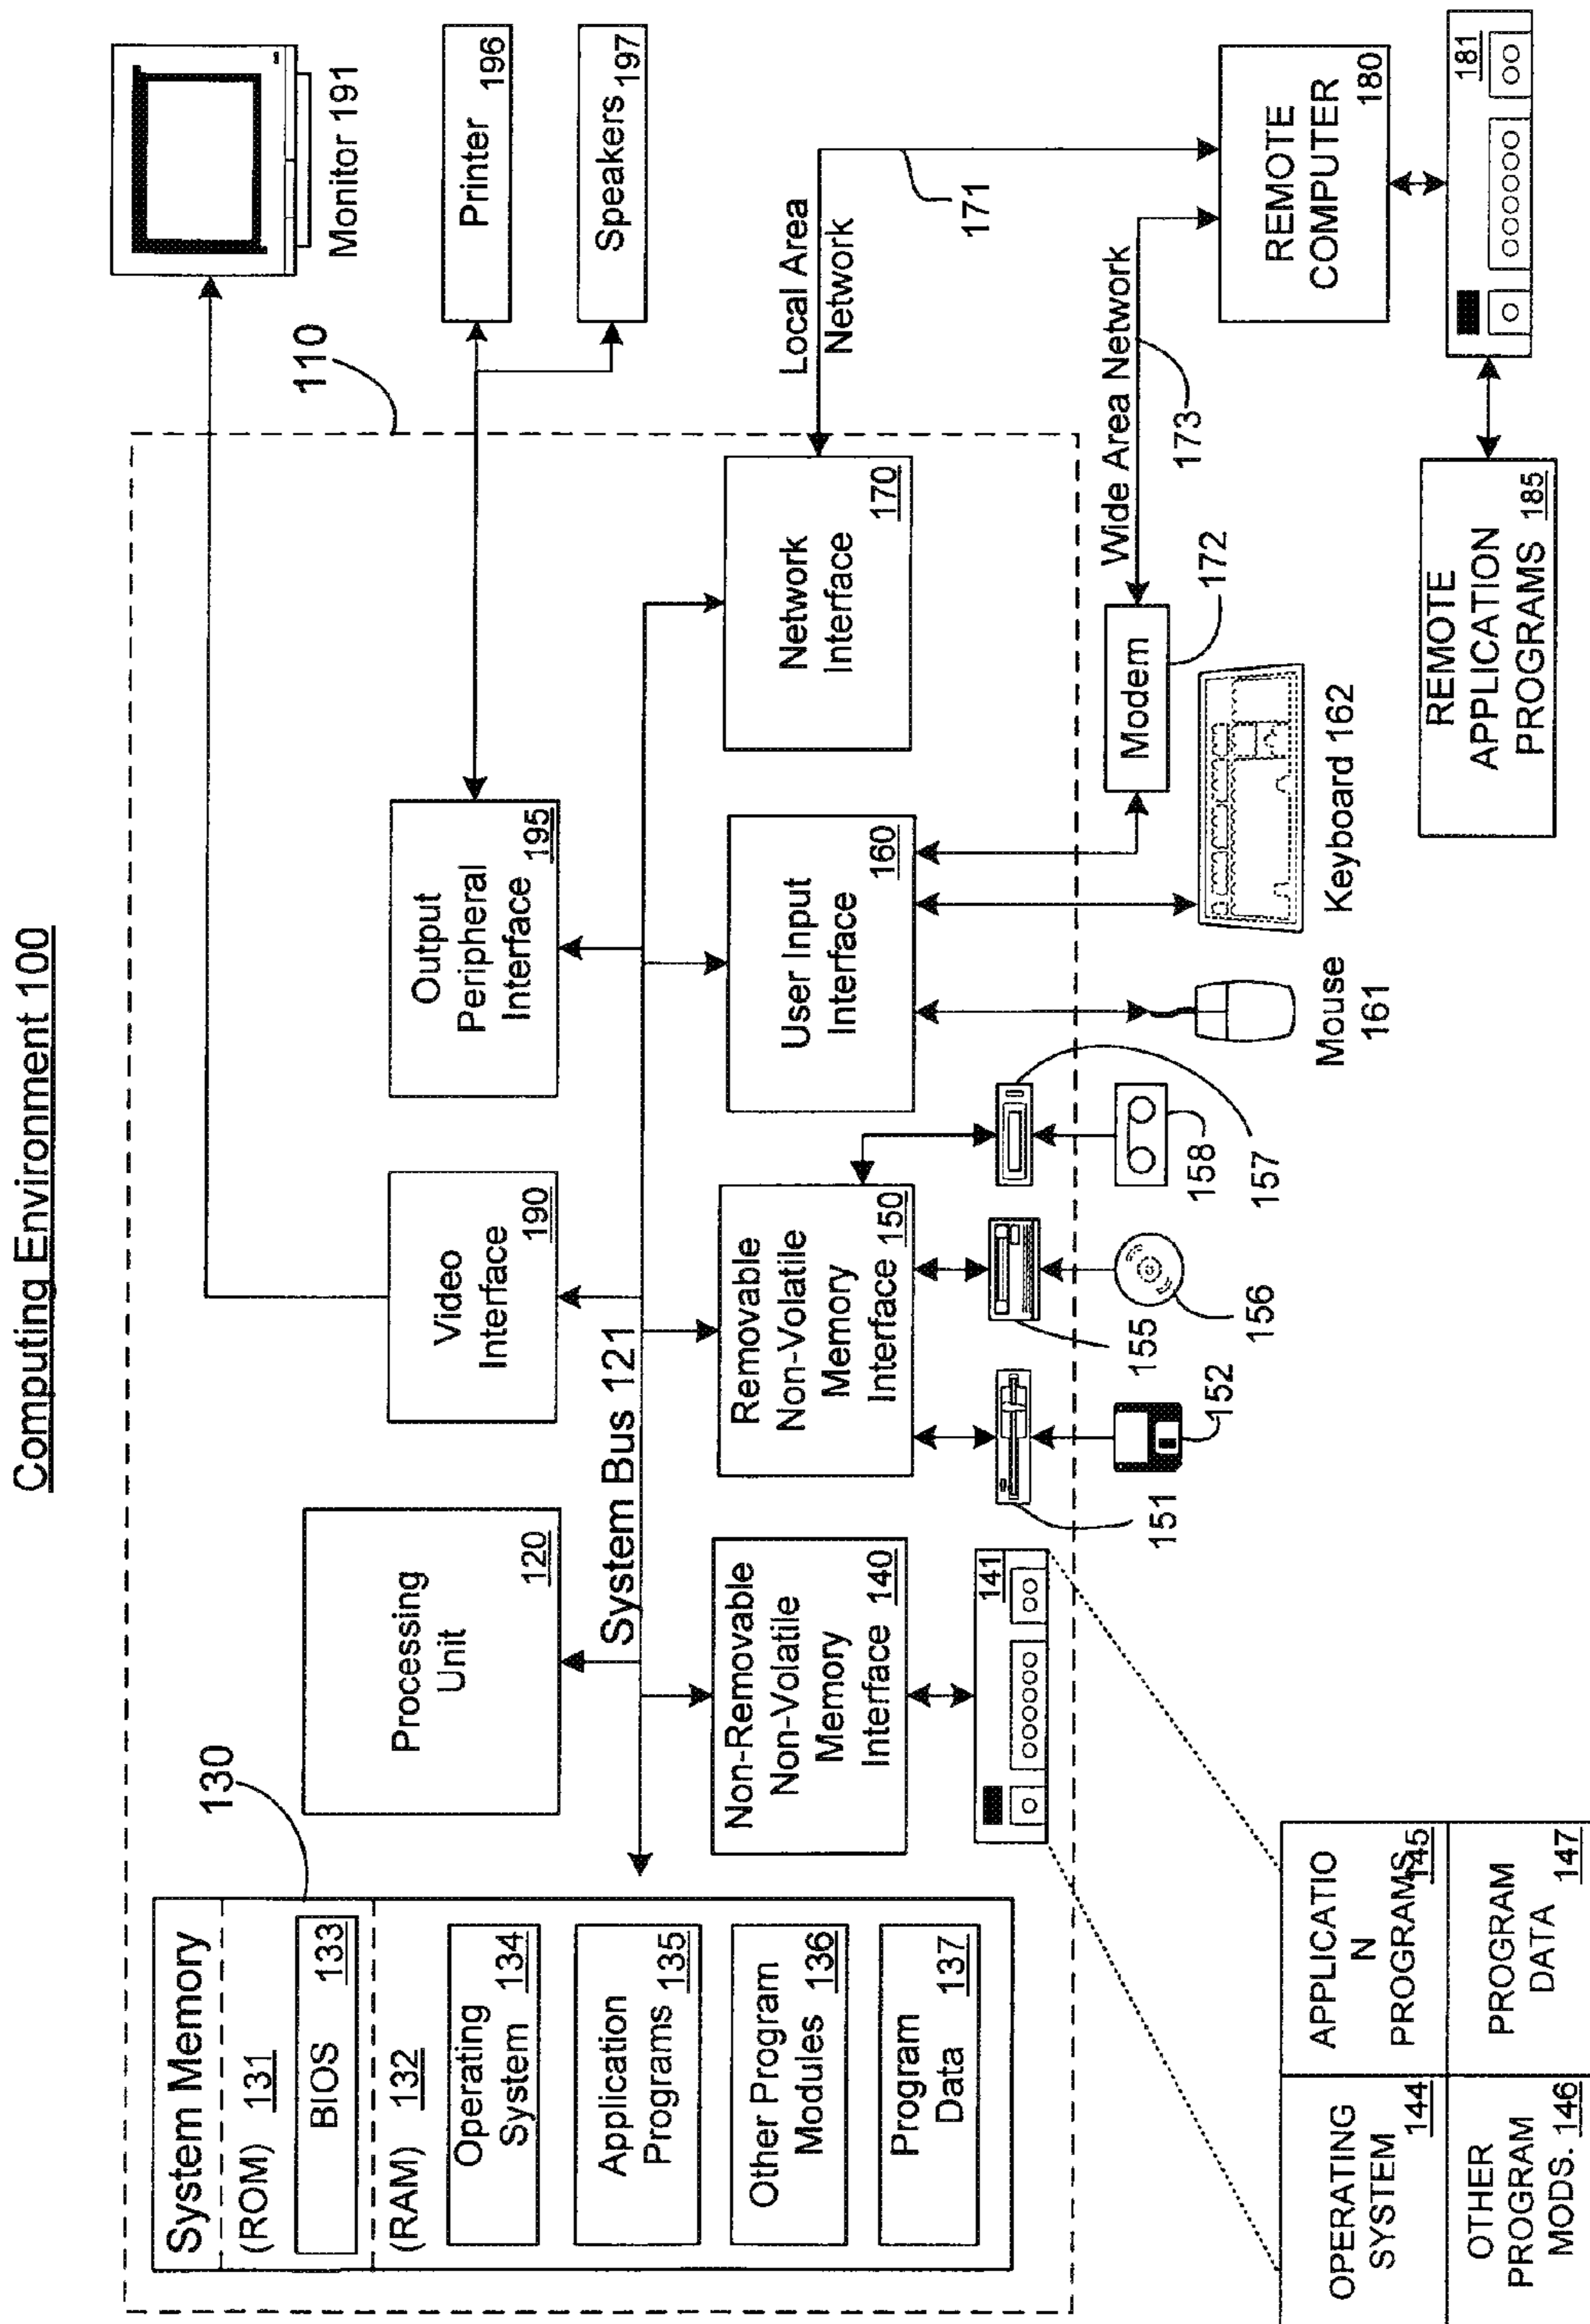 Computing Environment 100
110
Monitor 191
Printer 196
Speakers 197
System Memory
130
(ROM) 131
BIOS 133
(RAM) 132
Operating
System 134
Application
Programs 135
Other Program
Modules 136
Program
Data 137
Processing
Unit
120
Video
Interface
190
Output
Peripheral
Interface 195
System Bus 121
Non-Removable
Non-Volatile
Memory
Interface 140
Removable
Non-Volatile
Memory
Interface 150
User Input
Interface
160
Network
Interface
170
Local Area
Network
171
141
151
152
155
156
157
158
Mouse
161
Keyboard 162
Modem
172
Wide Area Network
173
REMOTE
COMPUTER
180
181
REMOTE
APPLICATION
PROGRAMS 185
OPERATING
SYSTEM
144
APPLICATIO
N
PROGRAMS
145
OTHER
PROGRAM
MODS. 146
PROGRAM
DATA
147